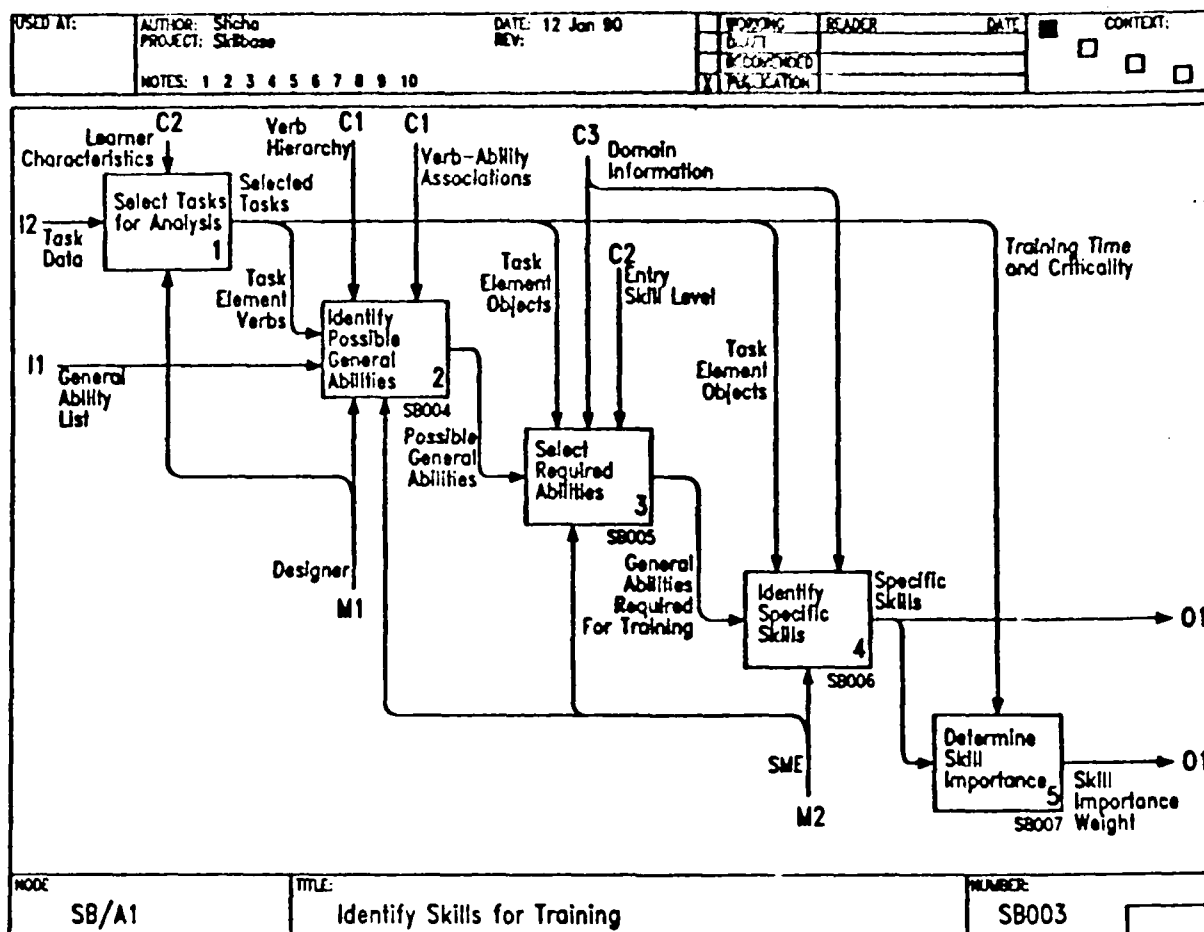 USED AT:
AUTHOR: Shcha
PROJECT: Skillbase
DATE: 12 Jan 90
REV:
NOTES: 1 2 3 4 5 6 7 8 9 10
WORKING
DRAFT
RECOMENDED
X PUBLICATION
READER
DATE
CONTEXT:
C2
Learner
Characteristics
Verb
Hierarchy
C1
C1
Verb-Ability
Associations
C3
Domain
Information
Select Tasks
for Analysis
1
Selected
Tasks
I2
Task
Data
Task
Element
Verbs
Task
Element
Objects
C2
Entry
Skill Level
Training Time
and Criticality
I1
General
Ability
List
Identify
Possible
General
Abilities
2
SB004
Task
Element
Objects
Possible
General
Abilities
Select
Required
Abilities
3
SB005
Designer
M1
General
Abilities
Required
For Training
Identify
Specific
Skills
4
SB006
Specific
Skills
O1
SME
M2
Determine
Skill
Importance
5
SB007
O1
Skill
Importance
Weight
NODE
SB/A1
TITLE:
Identify Skills for Training
NUMBER:
SB003